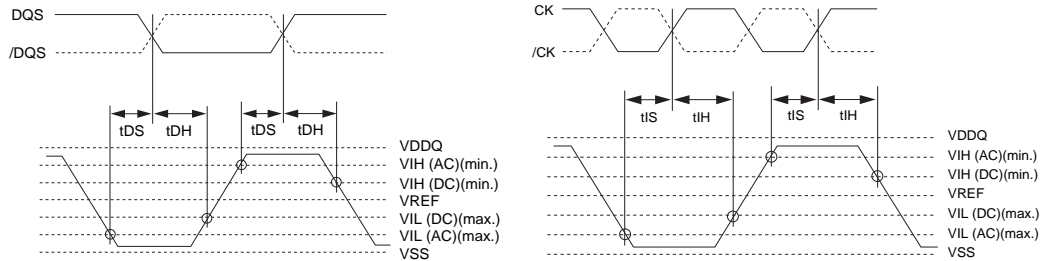 DQS
/DQS
tDS
tDH
tDS
tDH
VDDQ
VIH (AC)(min.)
VIH (DC)(min.)
VREF
VIL (DC)(max.)
VIL (AC)(max.)
VSS
CK
/CK
tIS
tIH
tIS
tIH
VDDQ
VIH (AC)(min.)
VIH (DC)(min.)
VREF
VIL (DC)(max.)
VIL (AC)(max.)
VSS